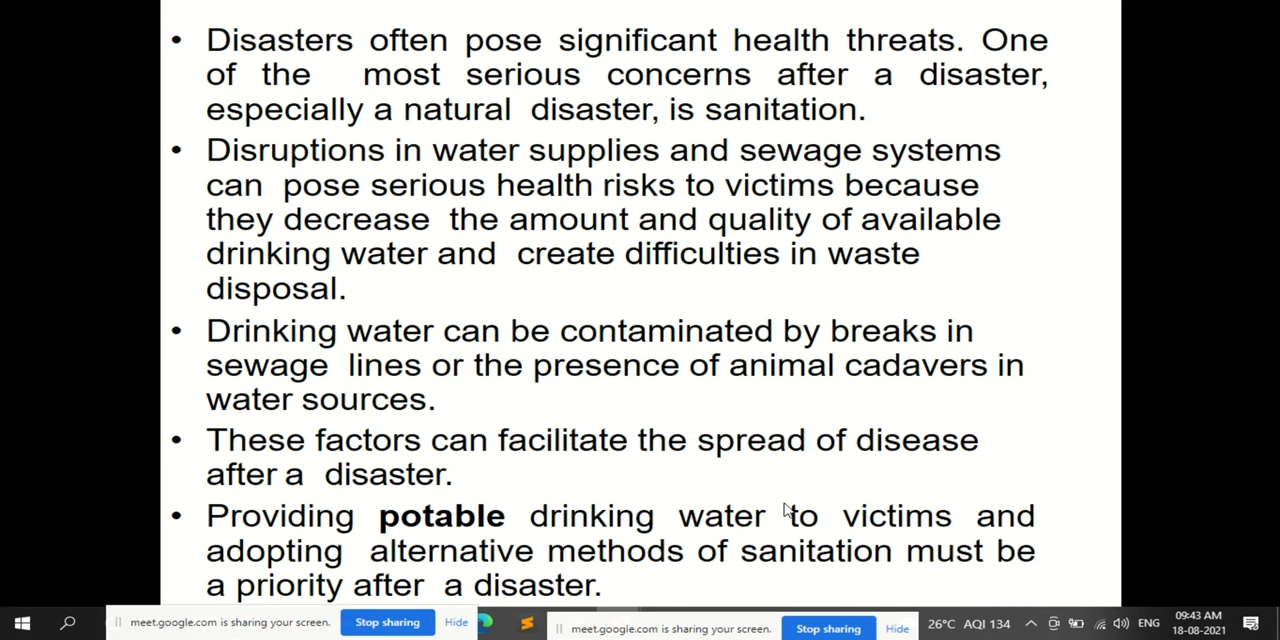 • Disasters often pose significant health threats. One
of the most serious concerns after a disaster,
especially a natural disaster, is sanitation.
• Disruptions in water supplies and sewage systems
can pose serious health risks to victims because
they decrease the amount and quality of available
drinking water and create difficulties in waste
disposal.
• Drinking water can be contaminated by breaks in
sewage lines or the presence of animal cadavers in
water sources.
• These factors can facilitate the spread of disease
after a disaster.
• Providing potable drinking water to victims and
adopting alternative methods of sanitation must be
a priority after a disaster.
meet.google.com is sharing your screen. Stop sharing Hide
meet.google.com is sharing your screen. Stop sharing Hide
26°C AQI 134 ENG
09:43 AM
18-08-2021